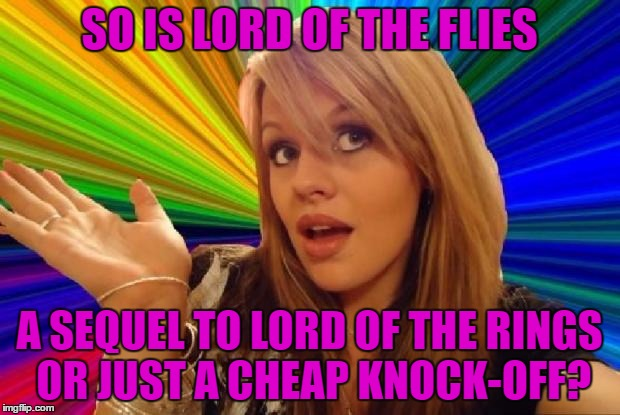 SO IS LORD OF THE FLIES
A SEQUEL TO LORD OF THE RINGS
OR JUST A CHEAP KNOCK-OFF?
imgflip.com